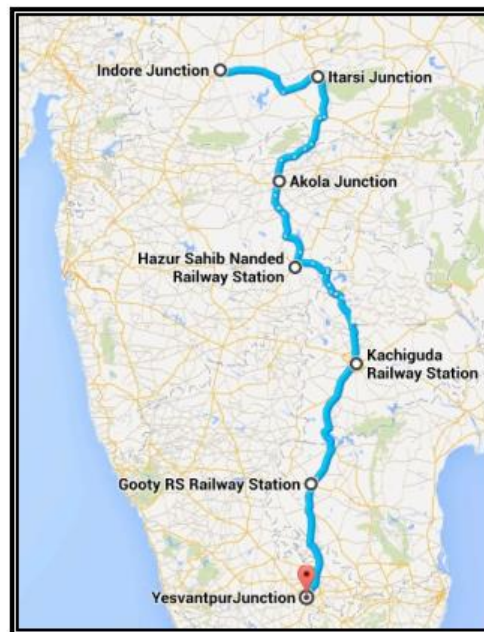 Indore Junction
Itarsi Junction
Akola Junction
Hazur Sahib Nanded
Railway Station
Kachiguda
Railway Station
Gooty RS Railway Station
YesvantpurJunction